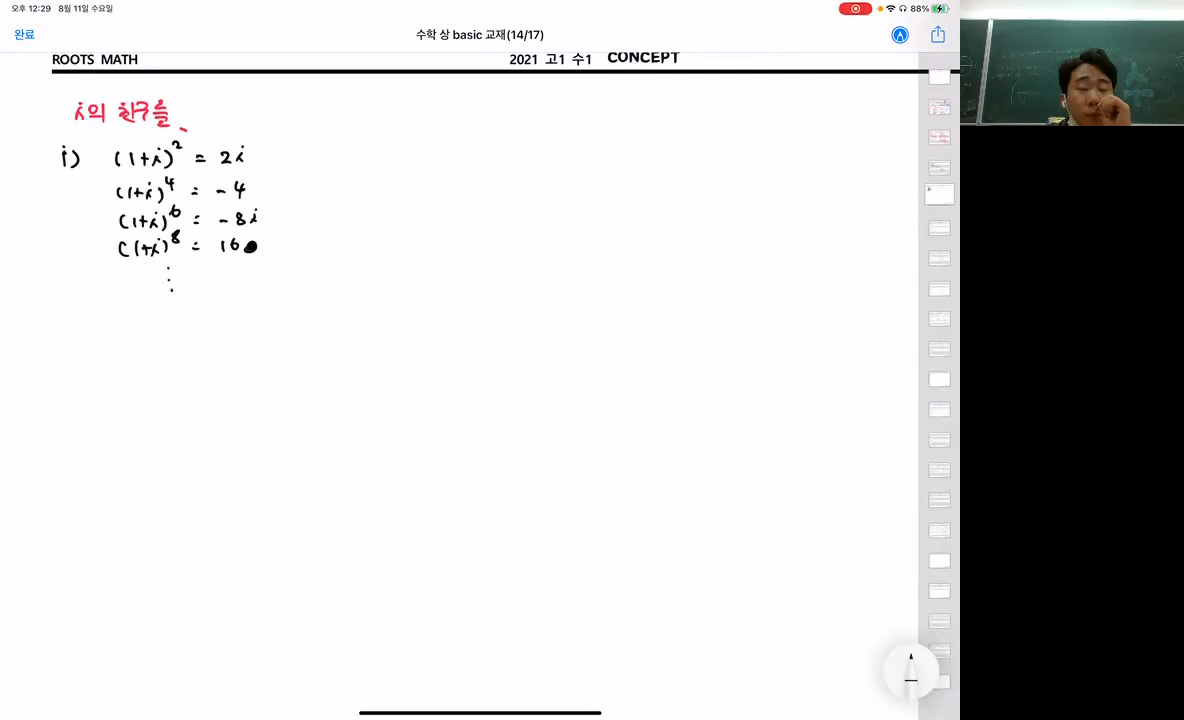 오후 12:29 8월 11일 수요일 88%
완료 수학 상 basic 교재(14/17)
ROOTS MATH 2021 고1 수1 CONCEPT
i의 친구들
i) (1+i)² = 2i
(1+i)⁴ = -4
(1+i)⁶ = -8i
(1+i)⁸ = 16
⋮